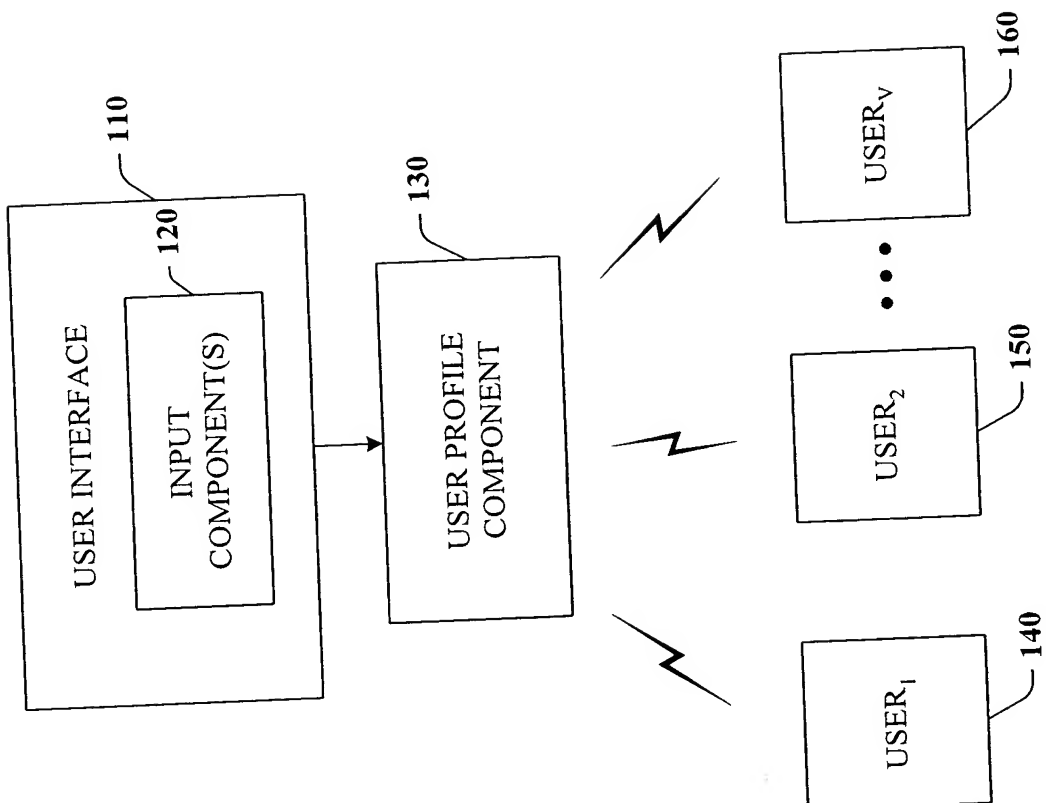 110
USER INTERFACE
120
INPUT
COMPONENT(S)
130
USER PROFILE
COMPONENT
USER₁
140
USER₂
150
• • •
USERᵥ
160